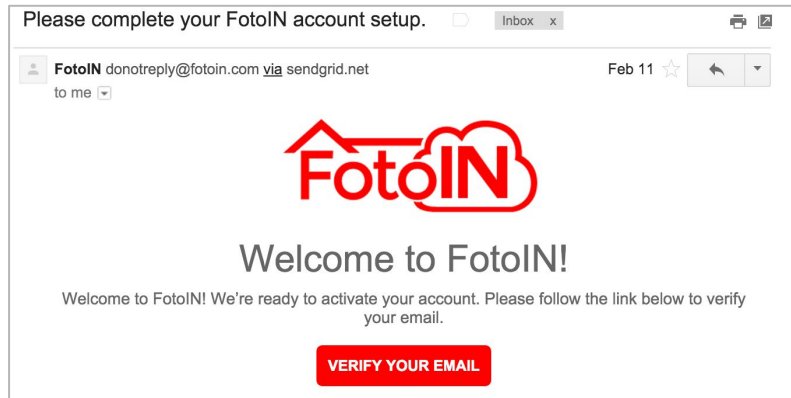 Please complete your FotoIN account setup. Inbox x
FotoIN donotreply@fotoin.com via sendgrid.net Feb 11
to me
FotoIN
Welcome to FotoIN!
Welcome to FotoIN! We're ready to activate your account. Please follow the link below to verify
your email.
VERIFY YOUR EMAIL